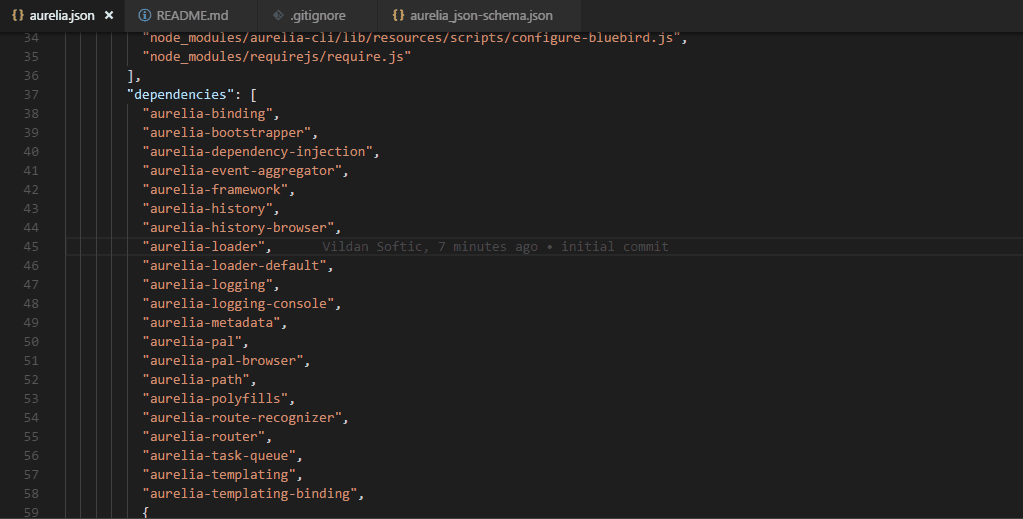 {} aurelia.json × README.md .gitignore {} aurelia_json-schema.json
34 "node_modules/aurelia-cli/lib/resources/scripts/configure-bluebird.js",
35 "node_modules/requirejs/require.js"
36 ],
37 "dependencies": [
38 "aurelia-binding",
39 "aurelia-bootstrapper",
40 "aurelia-dependency-injection",
41 "aurelia-event-aggregator",
42 "aurelia-framework",
43 "aurelia-history",
44 "aurelia-history-browser",
45 "aurelia-loader", Vildan Softic, 7 minutes ago • initial commit
46 "aurelia-loader-default",
47 "aurelia-logging",
48 "aurelia-logging-console",
49 "aurelia-metadata",
50 "aurelia-pal",
51 "aurelia-pal-browser",
52 "aurelia-path",
53 "aurelia-polyfills",
54 "aurelia-route-recognizer",
55 "aurelia-router",
56 "aurelia-task-queue",
57 "aurelia-templating",
58 "aurelia-templating-binding",
59 {